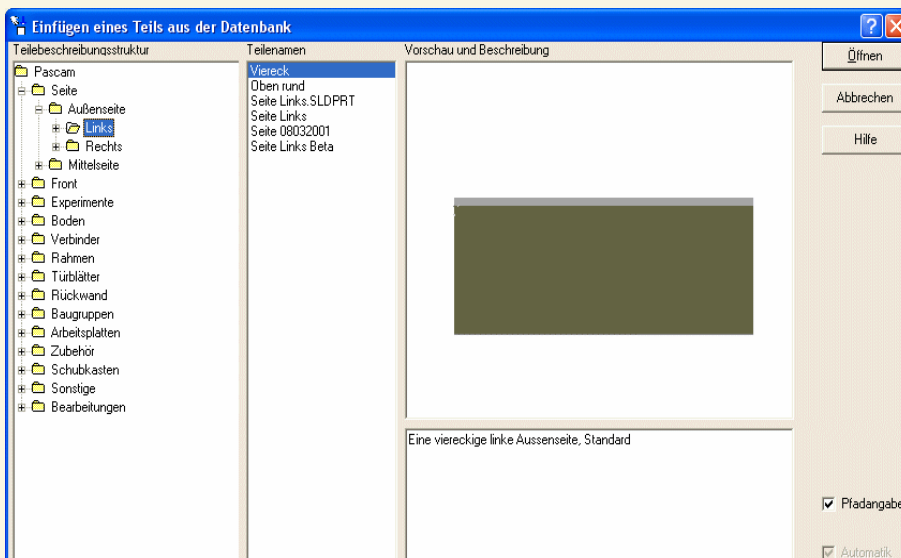 Einfügen eines Teils aus der Datenbank
Teilebeschreibungsstruktur
Pascam
Seite
Außenseite
Links
Rechts
Mittelseite
Front
Experimente
Boden
Verbinder
Rahmen
Türblätter
Rückwand
Baugruppen
Arbeitsplatten
Zubehör
Schubkasten
Sonstige
Bearbeitungen
Teilenamen
Viereck
Oben rund
Seite Links.SLDPRT
Seite Links
Seite 08032001
Seite Links Beta
Vorschau und Beschreibung
Eine viereckige linke Aussenseite, Standard
Öffnen
Abbrechen
Hilfe
Pfadangabe
Automatik